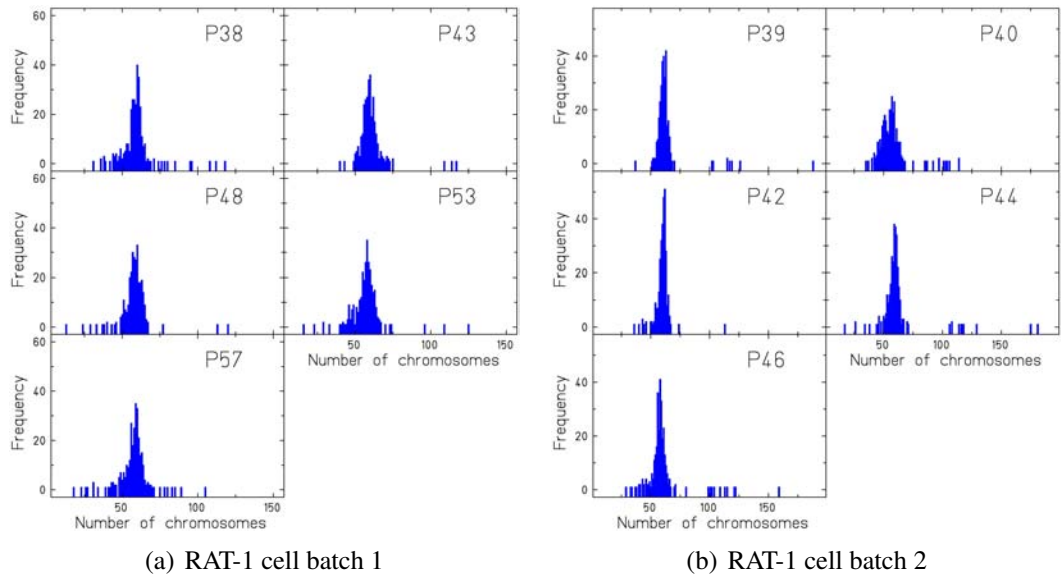 60
40
20
0
Frequency
P38
P43
60
40
20
0
Frequency
P48
P53
50
100
150
Number of chromosomes
60
40
20
0
Frequency
P57
50
100
150
Number of chromosomes
(a) RAT-1 cell batch 1
40
20
0
Frequency
P39
P40
40
20
0
Frequency
P42
P44
50
100
150
Number of chromosomes
40
20
0
Frequency
P46
50
100
150
Number of chromosomes
(b) RAT-1 cell batch 2